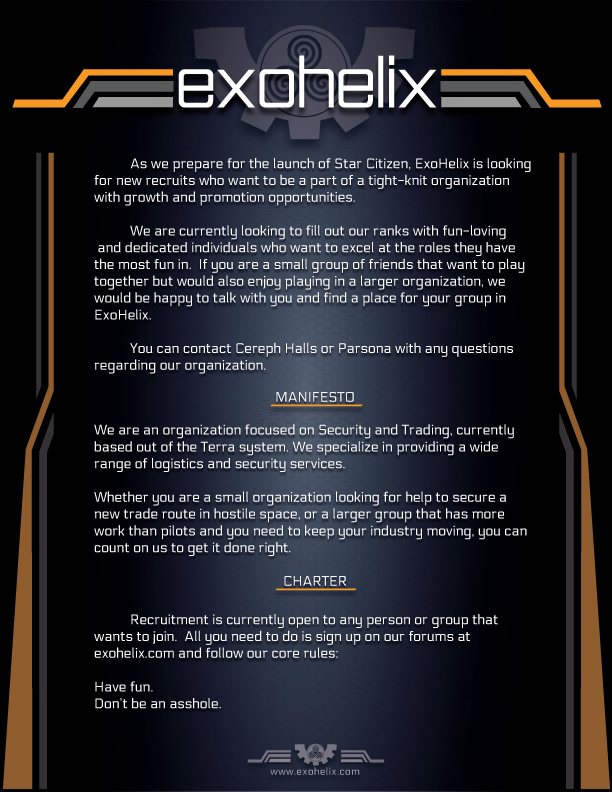 exohelix
As we prepare for the launch of Star Citizen, ExoHelix is looking
for new recruits who want to be a part of a tight-knit organization
with growth and promotion opportunities.
We are currently looking to fill out our ranks with fun-loving
and dedicated individuals who want to excel at the roles they have
the most fun in. If you are a small group of friends that want to play
together but would also enjoy playing in a larger organization, we
would be happy to talk with you and find a place for your group in
ExoHelix.
You can contact Cereph Halls or Parsona with any questions
regarding our organization.
MANIFESTO
We are an organization focused on Security and Trading, currently
based out of the Terra system. We specialize in providing a wide
range of logistics and security services.
Whether you are a small organization looking for help to secure a
new trade route in hostile space, or a larger group that has more
work than pilots and you need to keep your industry moving, you can
count on us to get it done right.
CHARTER
Recruitment is currently open to any person or group that
wants to join. All you need to do is sign up on our forums at
exohelix.com and follow our core rules:
Have fun.
Don't be an asshole.
www.exohelix.com